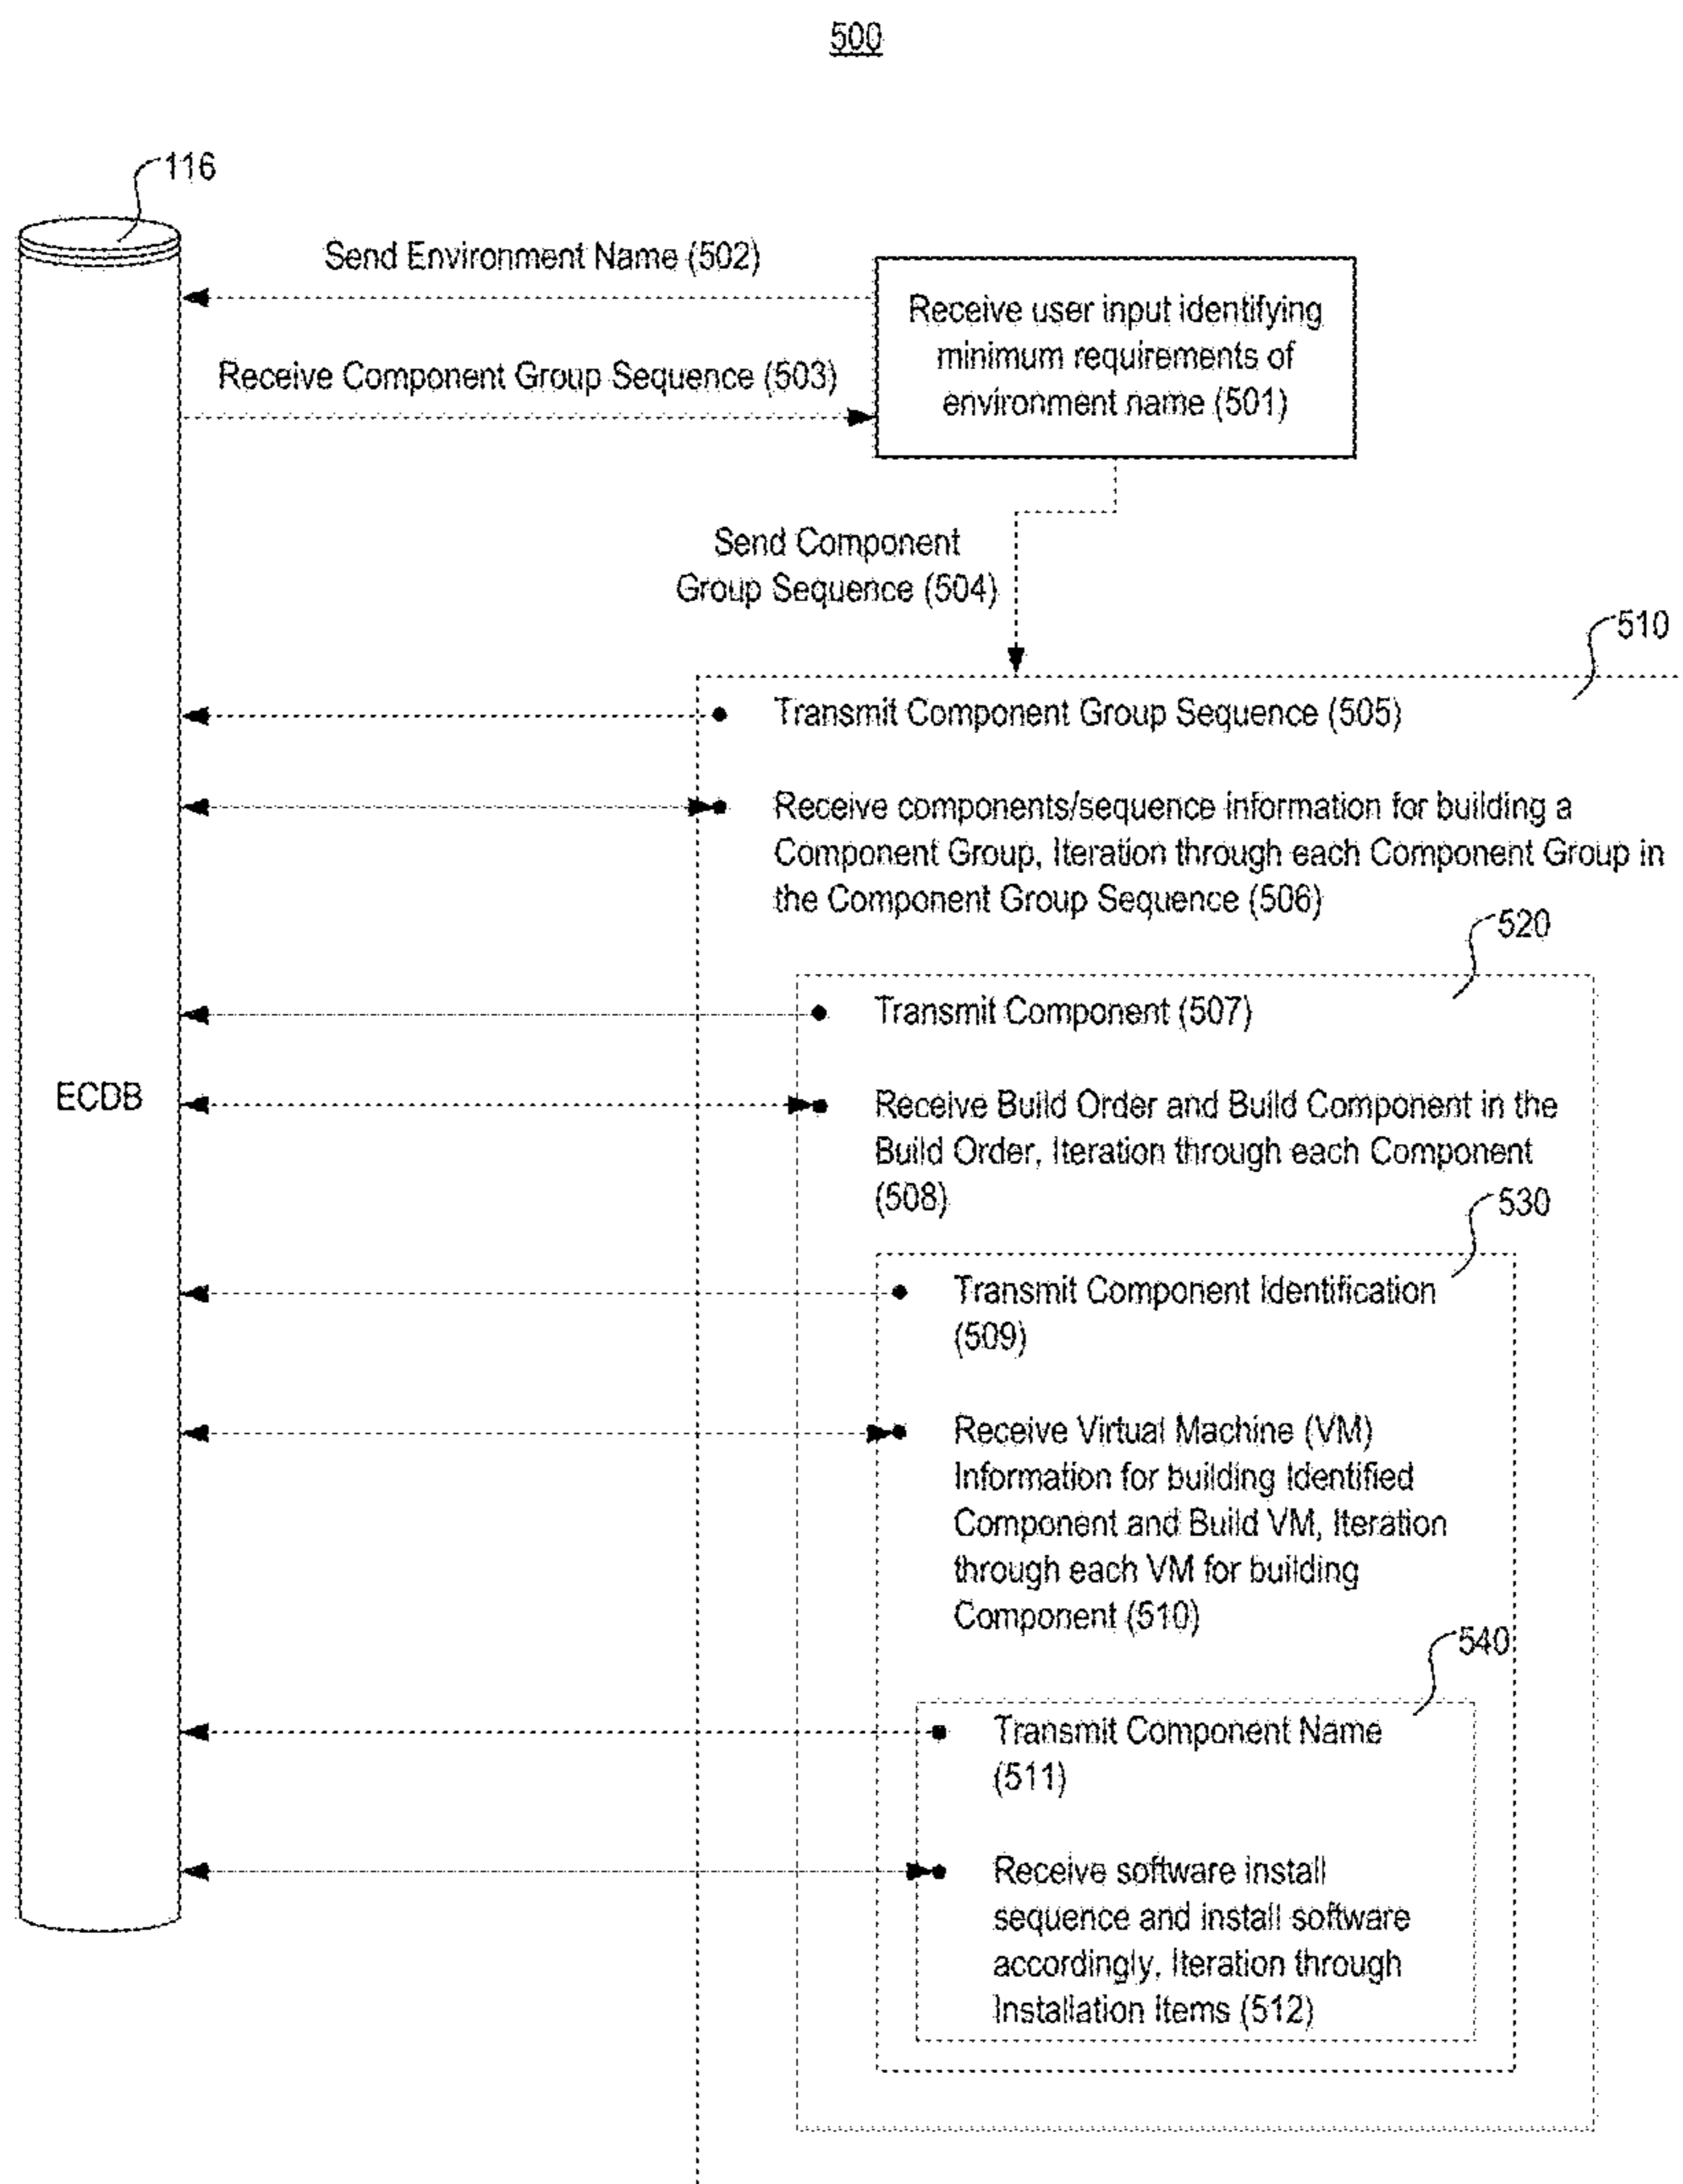 500
116
Send Environment Name (502)
Receive user input identifying
minimum requirements of
environment name (501)
Receive Component Group Sequence (503)
Send Component
Group Sequence (504)
510
Transmit Component Group Sequence (505)
Receive components/sequence information for building a
Component Group, Iteration through each Component Group in
the Component Group Sequence (506)
520
Transmit Component (507)
ECDB
Receive Build Order and Build Component in the
Build Order, Iteration through each Component
(508)
530
Transmit Component Identification
(509)
Receive Virtual Machine (VM)
Information for building Identified
Component and Build VM, Iteration
through each VM for building
Component (510)
540
Transmit Component Name
(511)
Receive software install
sequence and install software
accordingly, Iteration through
Installation Items (512)